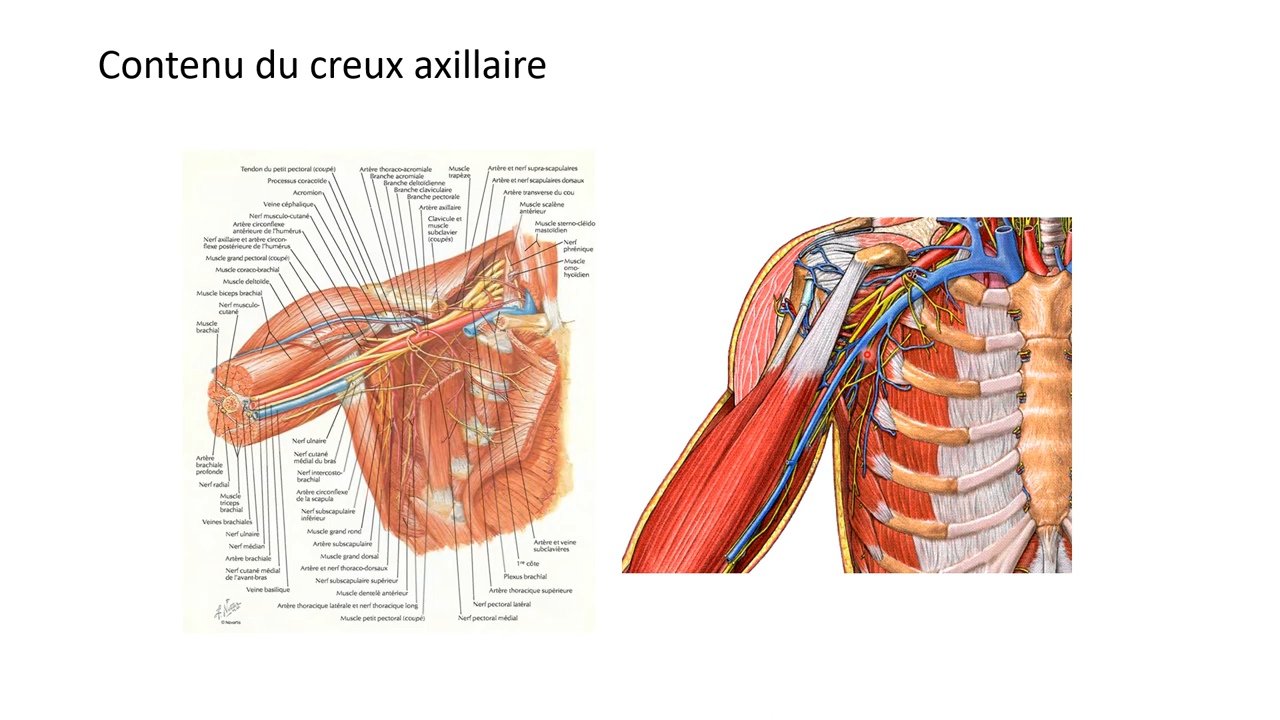 Contenu du creux axillaire
Tendon du petit pectoral (coupé)
Processus coracoïde
Acromion
Veine céphalique
Nerf musculo-cutané
Artère circonflexe
antérieure de l'humérus
Nerf axillaire et artère circon-
flexe postérieure de l'humérus
Muscle grand pectoral (coupé)
Muscle coraco-brachial
Muscle deltoïde
Muscle biceps brachial
Nerf musculo-
cutané
Muscle
brachial
Artère thoraco-acromiale
Branche acromiale
Branche deltoïdienne
Branche claviculaire
Branche pectorale
Artère axillaire
Clavicule et
muscle
subclavier
(coupés)
Muscle
trapèze
Artère et nerf supra-scapulaires
Artère et nerf scapulaires dorsaux
Artère transverse du cou
Muscle scalène
antérieur
Muscle sterno-cléido
mastoïdien
Nerf
phrénique
Muscle
omo-
hyoïdien
Artère
brachiale
profonde
Nerf radial
Muscle
triceps
brachial
Veines brachiales
Nerf ulnaire
Nerf médian
Artère brachiale
Nerf cutané médial
de l'avant-bras
Veine basilique
Nerf ulnaire
Nerf cutané
médial du bras
Nerf intercosto-
brachial
Artère circonflexe
de la scapula
Nerf subscapulaire
inférieur
Muscle grand rond
Artère subscapulaire
Muscle grand dorsal
Artère et nerf thoraco-dorsaux
Nerf subscapulaire supérieur
Muscle dentelé antérieur
Artère thoracique latérale et nerf thoracique long
Muscle petit pectoral (coupé)
Artère et veine
subclavières
1re côte
Plexus brachial
Artère thoracique supérieure
Nerf pectoral latéral
Nerf pectoral médial
© Novartis